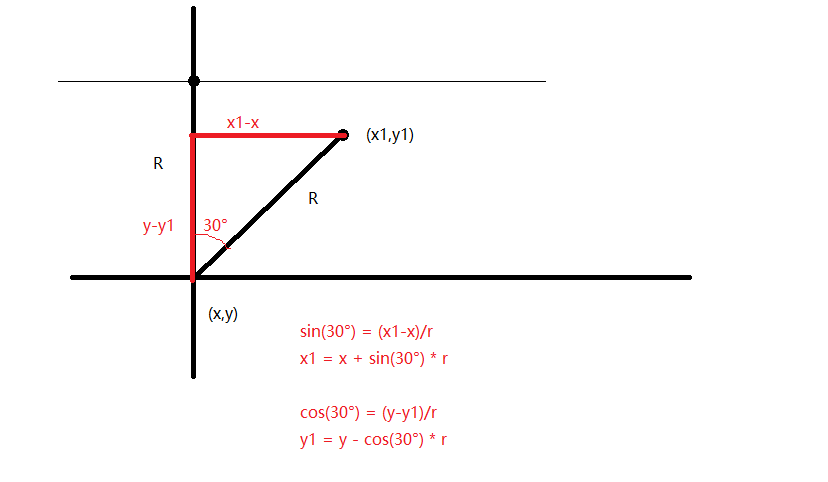 x1-x
(x1,y1)
R
R
y-y1
30°
(x,y)
sin(30°) = (x1-x)/r
x1 = x + sin(30°) * r
cos(30°) = (y-y1)/r
y1 = y - cos(30°) * r